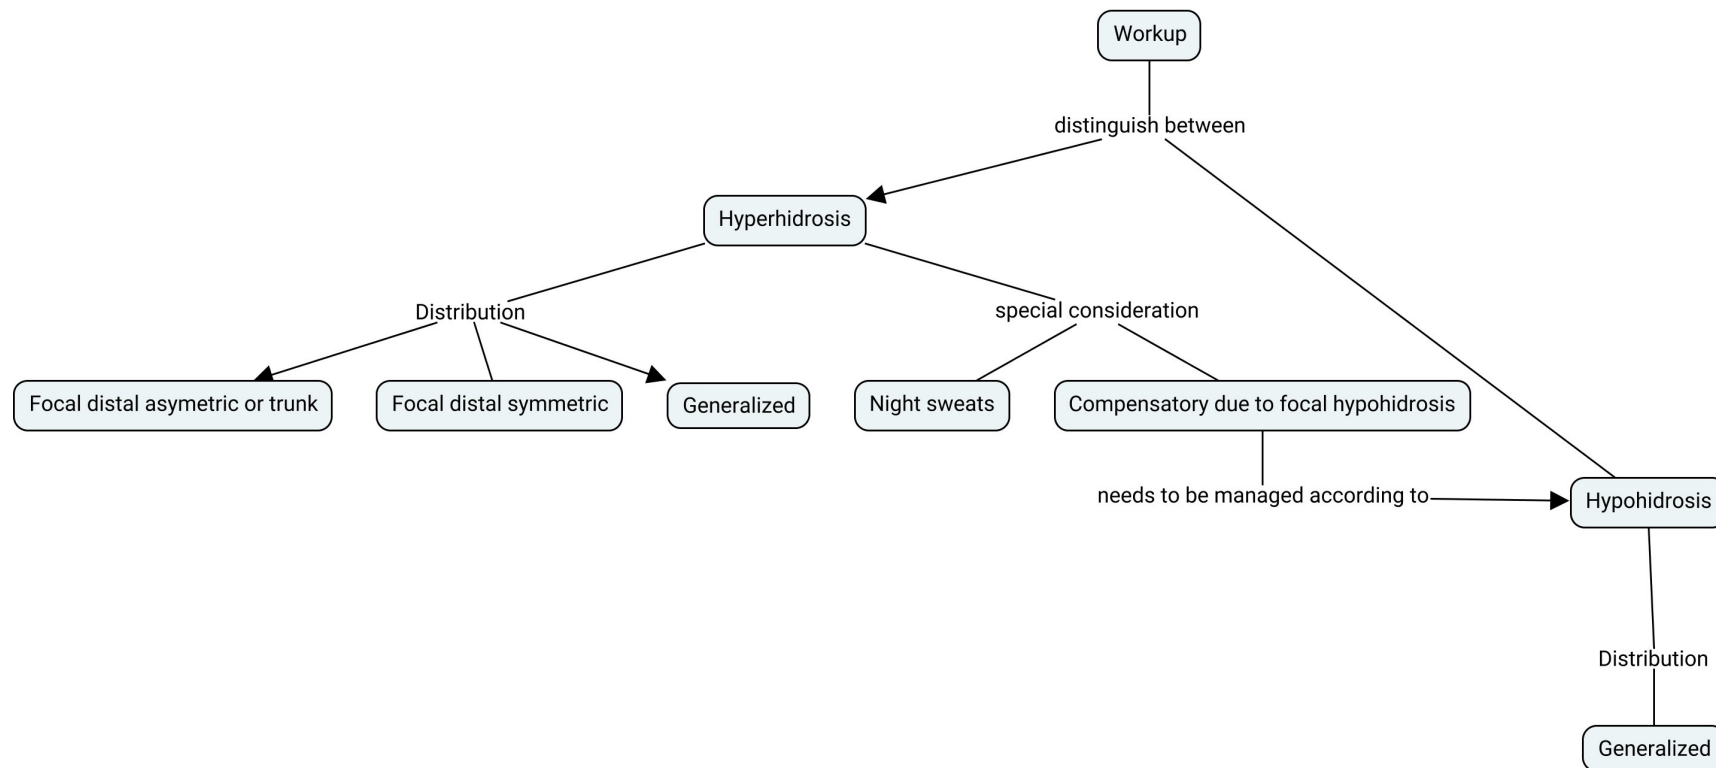 Workup
distinguish between
Hyperhidrosis
Distribution
special consideration
Focal distal asymetric or trunk
Focal distal symmetric
Generalized
Night sweats
Compensatory due to focal hypohidrosis
needs to be managed according to
Hypohidrosis
Distribution
Generalized